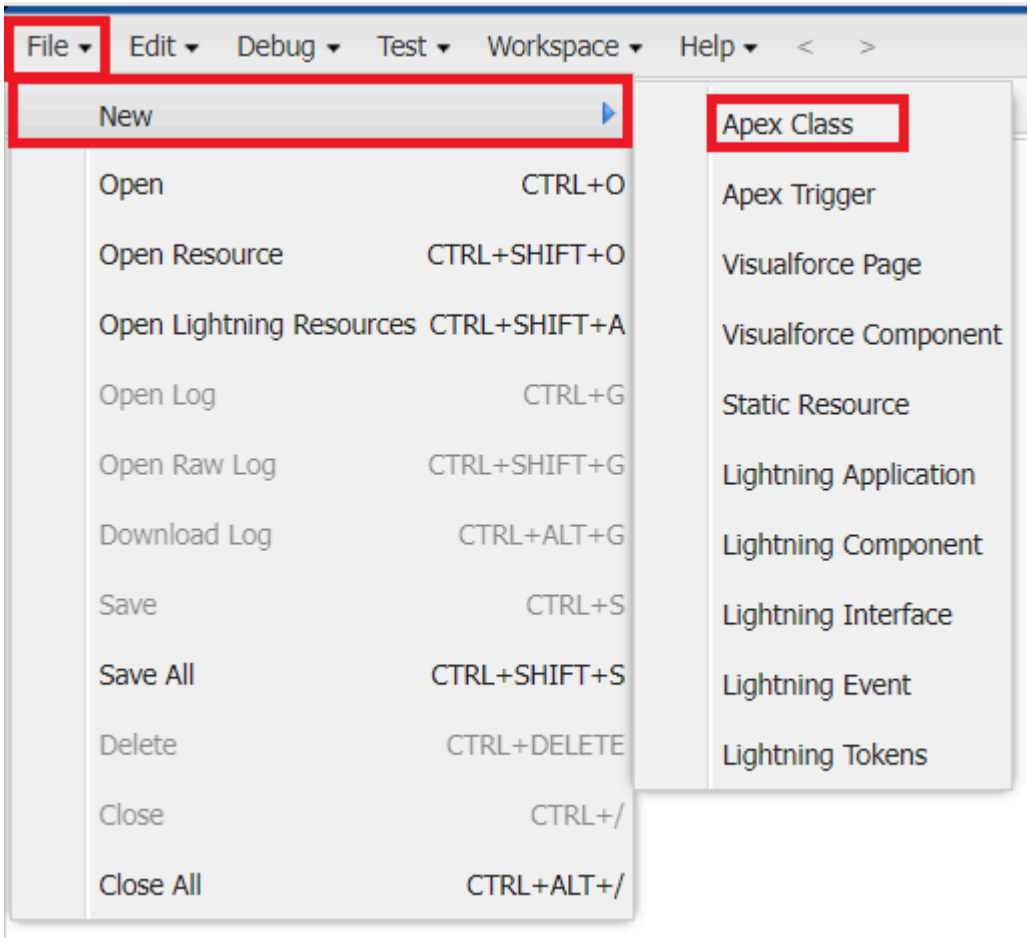 File Edit Debug Test Workspace Help < >
New
Open CTRL+O
Open Resource CTRL+SHIFT+O
Open Lightning Resources CTRL+SHIFT+A
Open Log CTRL+G
Open Raw Log CTRL+SHIFT+G
Download Log CTRL+ALT+G
Save CTRL+S
Save All CTRL+SHIFT+S
Delete CTRL+DELETE
Close CTRL+/
Close All CTRL+ALT+/
Apex Class
Apex Trigger
Visualforce Page
Visualforce Component
Static Resource
Lightning Application
Lightning Component
Lightning Interface
Lightning Event
Lightning Tokens